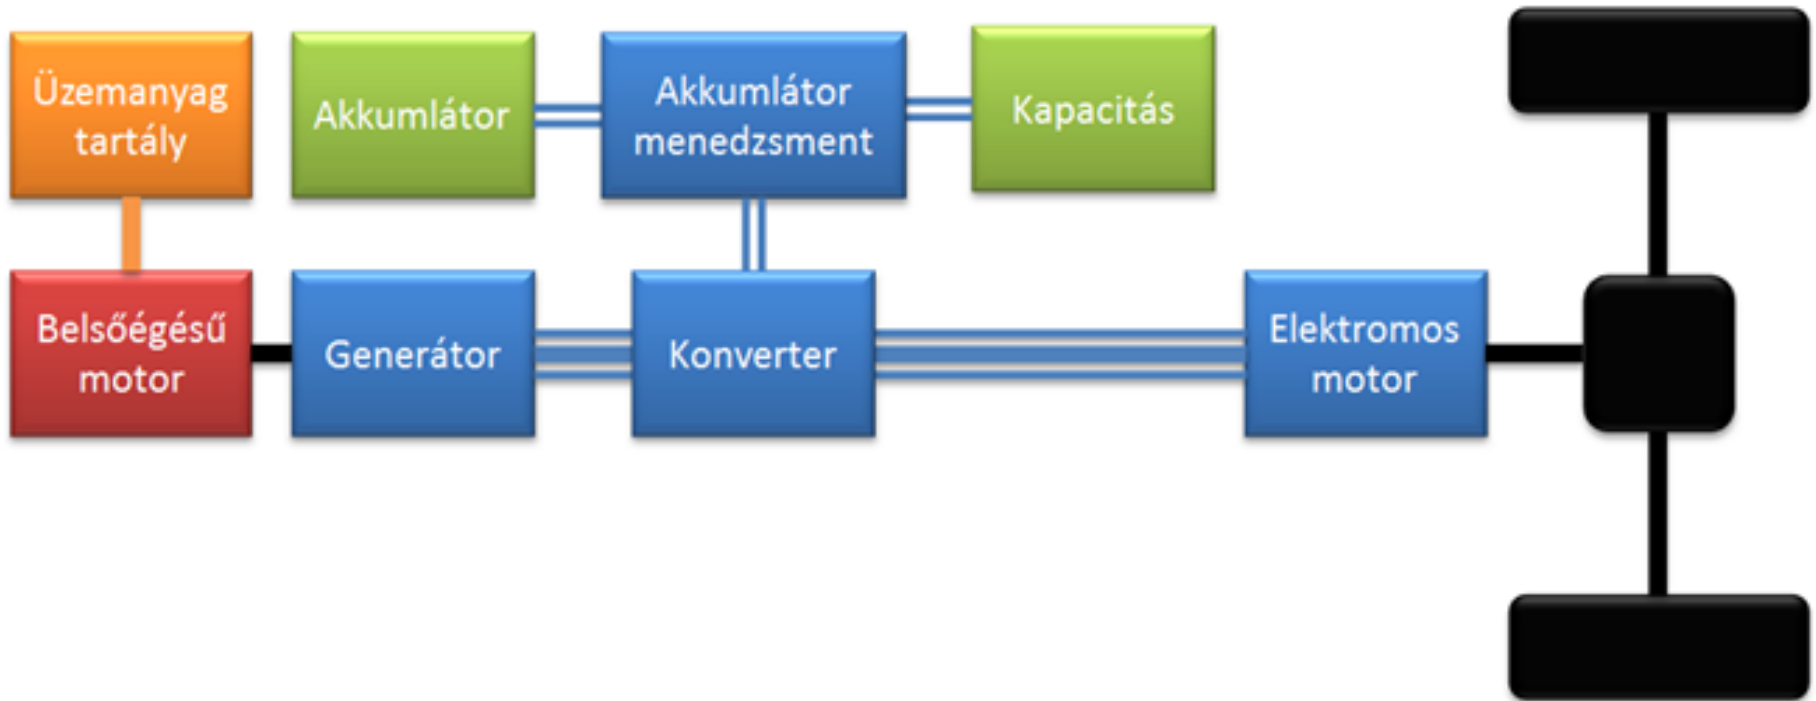 Üzemanyag
tartály
Akkumlátor
Akkumlátor
menedzsment
Kapacitás
Belsőégésű
motor
Generátor
Konverter
Elektromos
motor